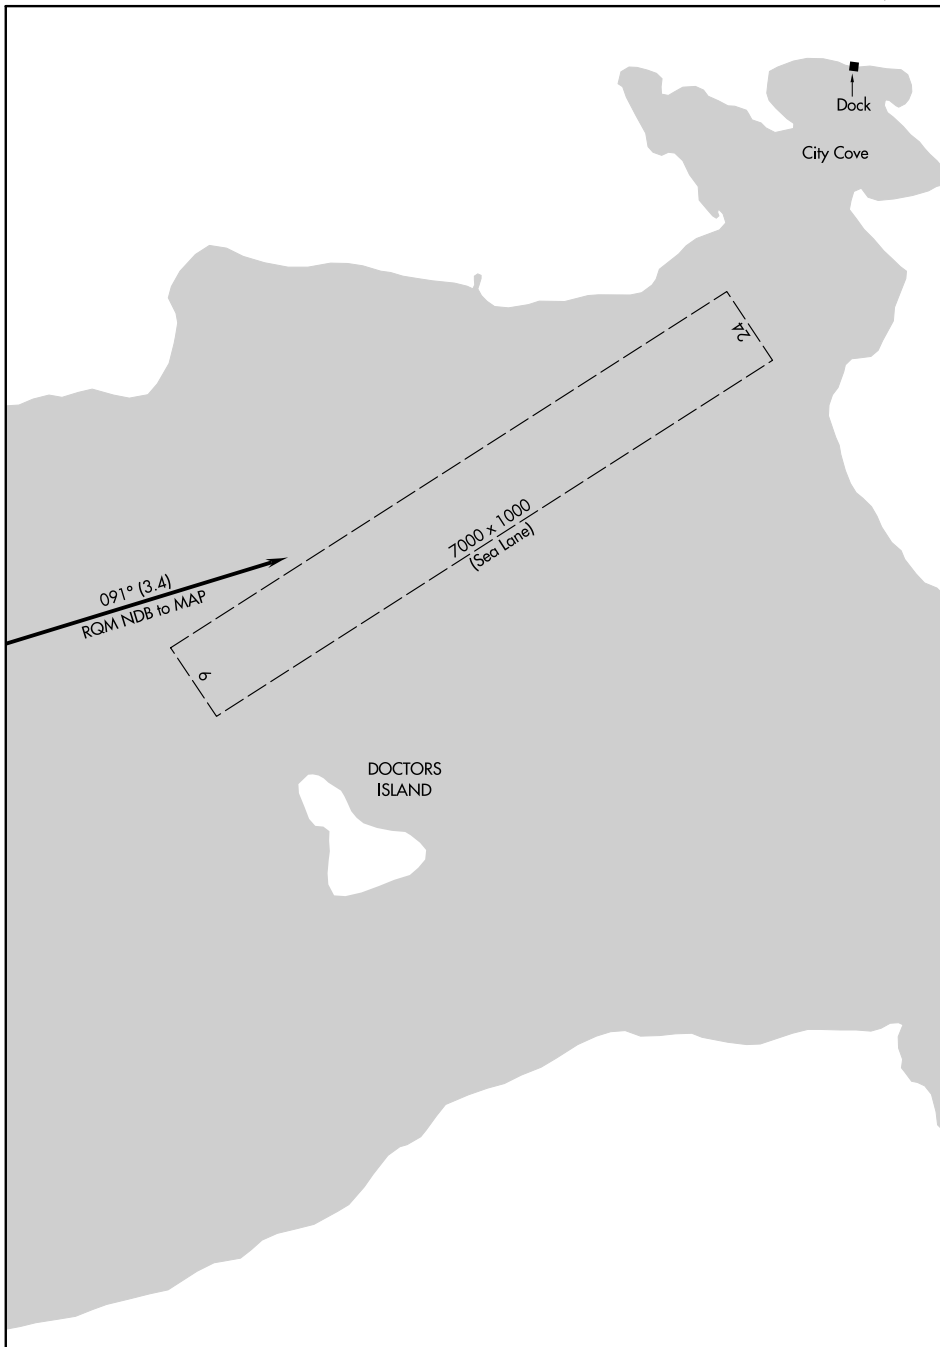 Dock
City Cove
24
7000 x 1000
(Sea Lane)
091° (3.4)
RQM NDB to MAP
6
DOCTORS
ISLAND